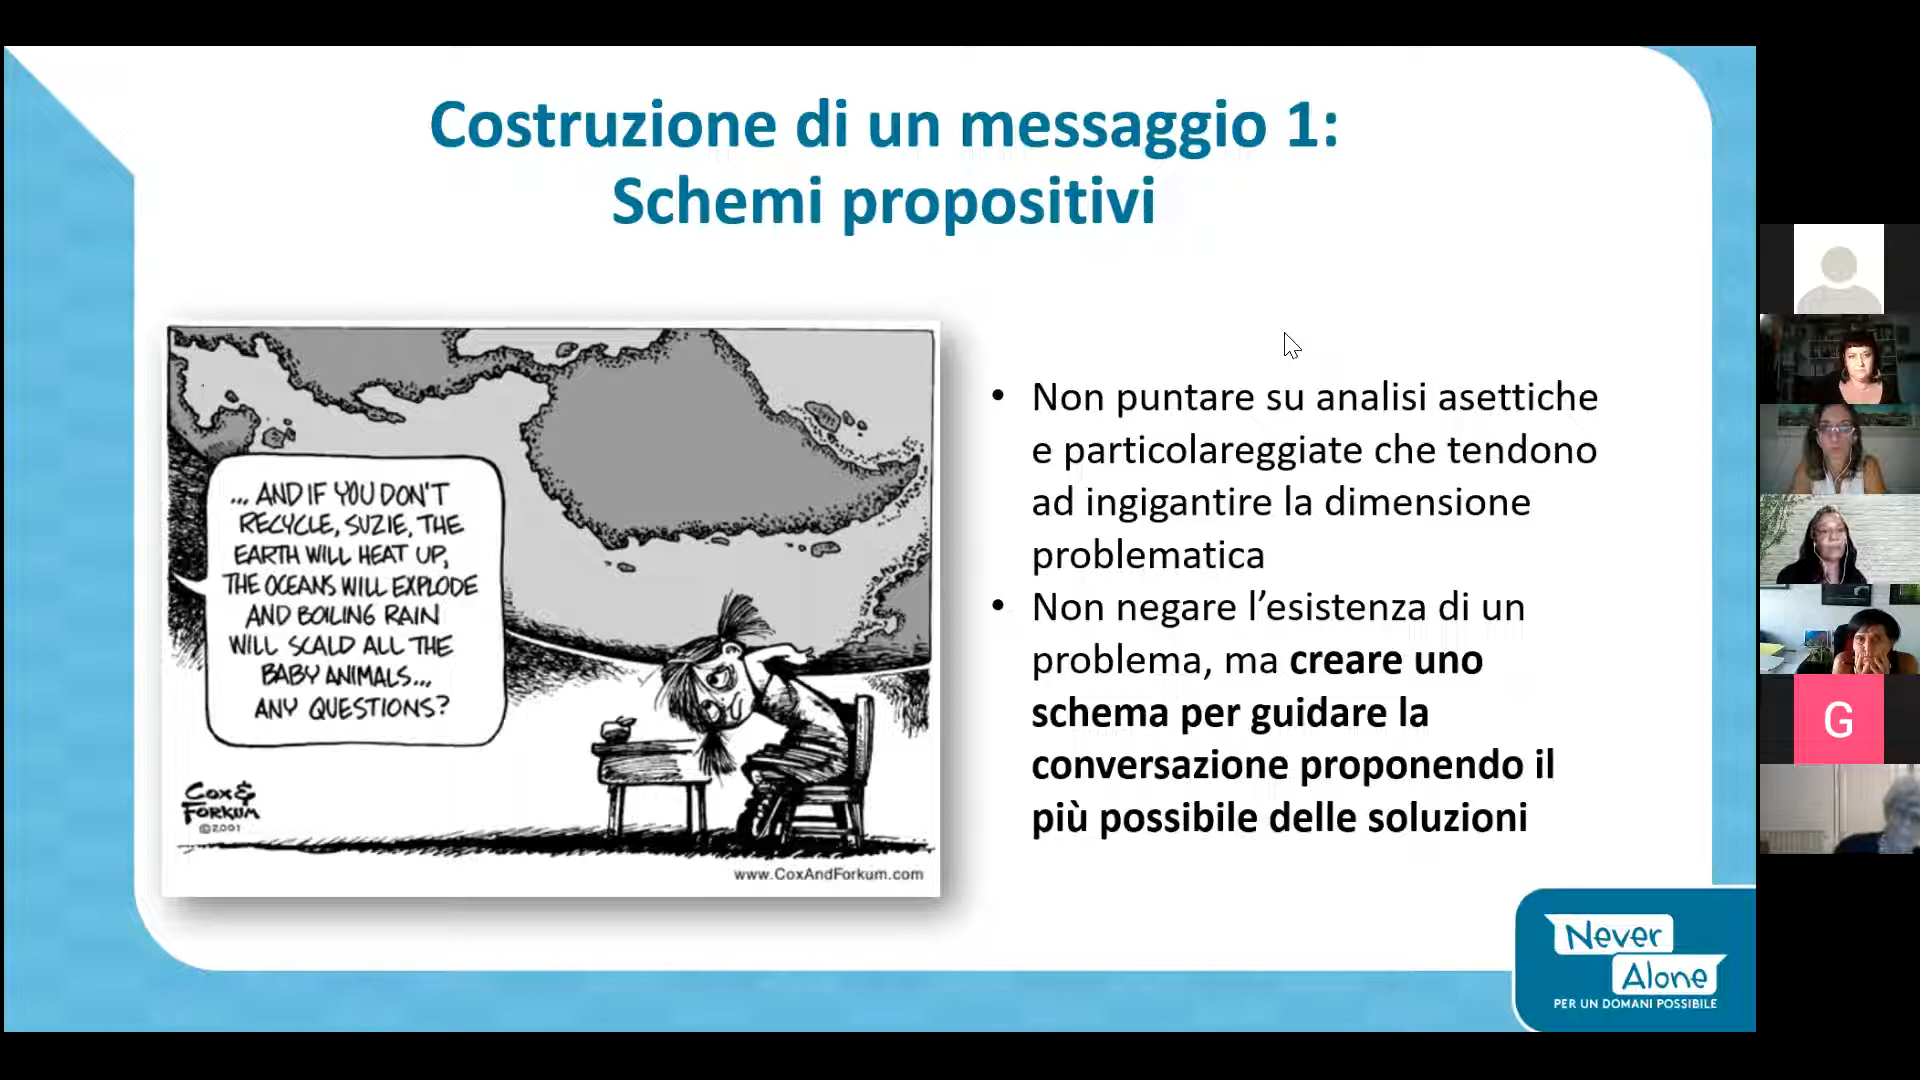 Costruzione di un messaggio 1:
Schemi propositivi
... AND IF YOU DON'T
RECYCLE, SUZIE, THE
EARTH WILL HEAT UP,
THE OCEANS WILL EXPLODE
AND BOILING RAIN
WILL SCALD ALL THE
BABY ANIMALS...
ANY QUESTIONS?
COX &
FORKUM
©2001
www.CoxAndForkum.com
• Non puntare su analisi asettiche
e particolareggiate che tendono
ad ingigantire la dimensione
problematica
• Non negare l’esistenza di un
problema, ma creare uno
schema per guidare la
conversazione proponendo il
più possibile delle soluzioni
Never
Alone
PER UN DOMANI POSSIBILE
G